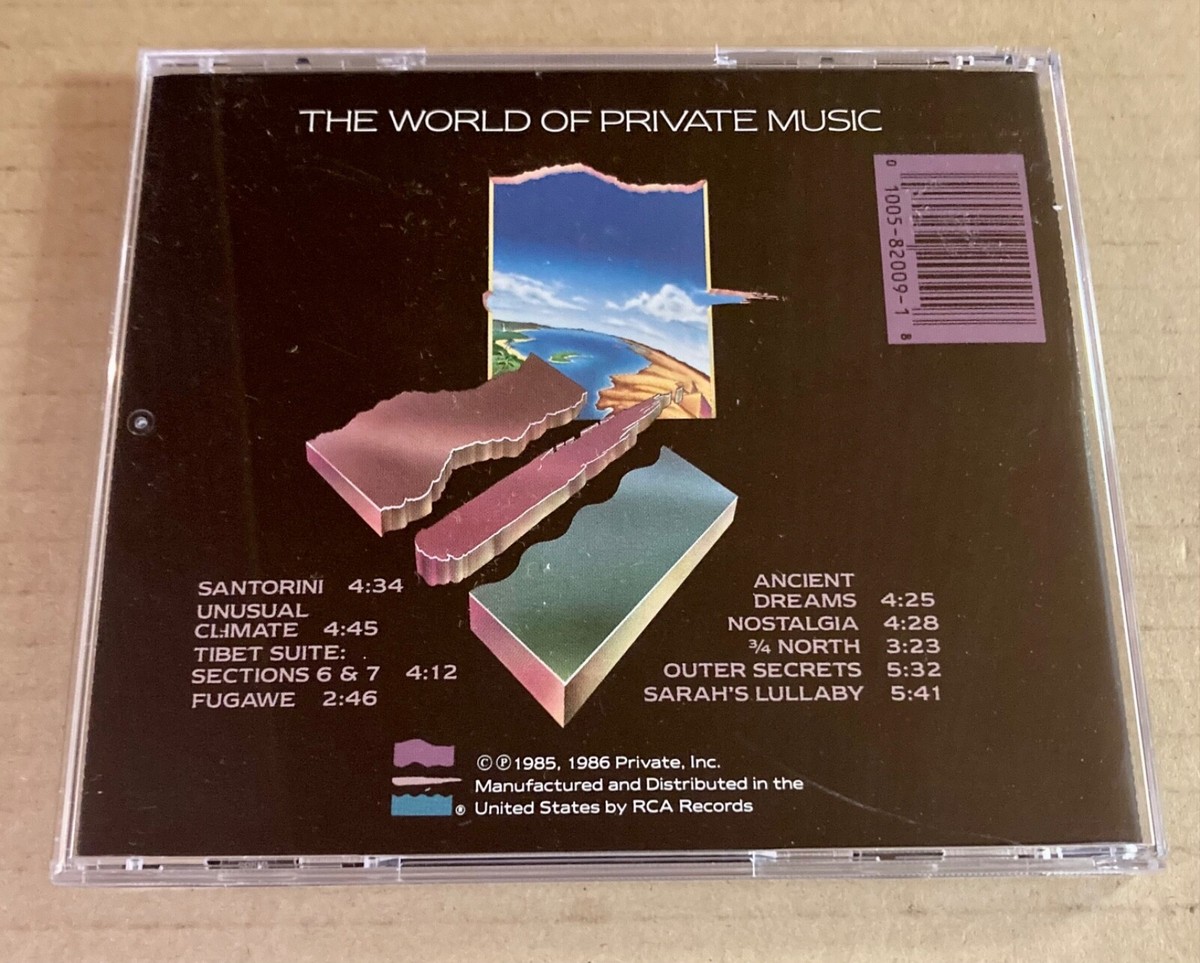 THE WORLD OF PRIVATE MUSIC
0 1005-82009-1 8
SANTORINI 4:34
UNUSUAL
CLIMATE 4:45
TIBET SUITE:
SECTIONS 6 & 7 4:12
FUGAWE 2:46
ANCIENT
DREAMS 4:25
NOSTALGIA 4:28
¾ NORTH 3:23
OUTER SECRETS 5:32
SARAH'S LULLABY 5:41
©℗1985, 1986 Private, Inc.
Manufactured and Distributed in the
® United States by RCA Records